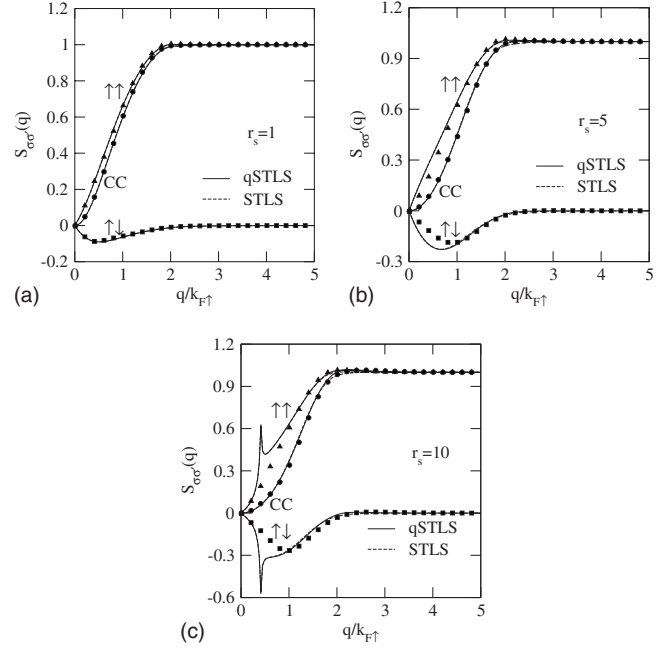 1
0.8
0.6
0.4
0.2
0
-0.2
S_σσ'(q)
↑↑
CC
↑↓
r_s=1
qSTLS
STLS
0 1 2 3 4 5
q/k_F↑
(a)
1.2
0.9
0.6
0.3
0
-0.3
S_σσ'(q)
↑↑
CC
↑↓
r_s=5
qSTLS
STLS
0 1 2 3 4 5
q/k_F↑
(b)
1.2
0.9
0.6
0.3
0
-0.3
-0.6
S_σσ'(q)
↑↑
CC
↑↓
r_s=10
qSTLS
STLS
0 1 2 3 4 5
q/k_F↑
(c)